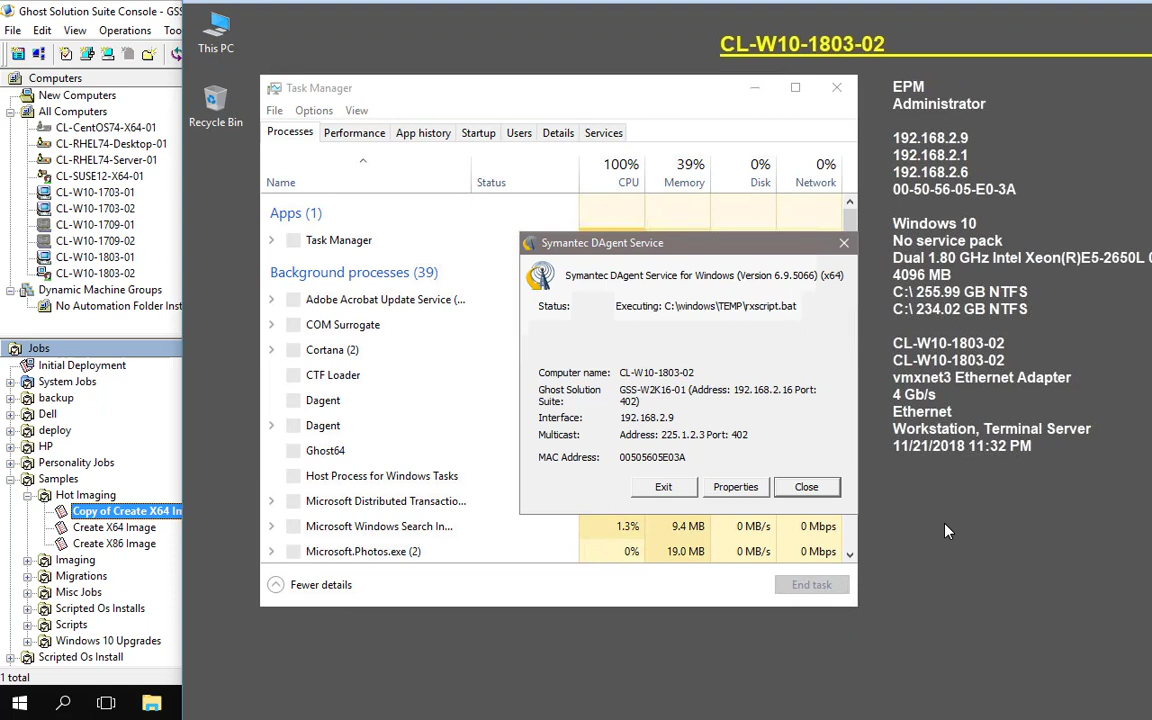 Ghost Solution Suite Console - GSS
File Edit View Operations Too
Computers
New Computers
All Computers
CL-CentOS74-X64-01
CL-RHEL74-Desktop-01
CL-RHEL74-Server-01
CL-SUSE12-X64-01
CL-W10-1703-01
CL-W10-1703-02
CL-W10-1709-01
CL-W10-1709-02
CL-W10-1803-01
CL-W10-1803-02
Dynamic Machine Groups
No Automation Folder Inst
Jobs
Initial Deployment
System Jobs
backup
Dell
deploy
HP
Personality Jobs
Samples
Hot Imaging
Copy of Create X64 Im
Create X64 Image
Create X86 Image
Imaging
Migrations
Misc Jobs
Scripted Os Installs
Scripts
Windows 10 Upgrades
Scripted Os Install
1 total
This PC
Recycle Bin
Task Manager
File Options View
Processes Performance App history Startup Users Details Services
100% 39% 0% 0%
Name Status CPU Memory Disk Network
Apps (1)
Task Manager
Background processes (39)
Adobe Acrobat Update Service (...
COM Surrogate
Cortana (2)
CTF Loader
Dagent
Dagent
Ghost64
Host Process for Windows Tasks
Microsoft Distributed Transactio...
Microsoft Windows Search In... 1.3% 9.4 MB 0 MB/s 0 Mbps
Microsoft.Photos.exe (2) 0% 19.0 MB 0 MB/s 0 Mbps
Fewer details
End task
Symantec DAgent Service
Symantec DAgent Service for Windows (Version 6.9.5066) (x64)
Status: Executing: C:\windows\TEMP\rxscript.bat
Computer name: CL-W10-1803-02
Ghost Solution Suite: GSS-W2K16-01 (Address: 192.168.2.16 Port: 402)
Interface: 192.168.2.9
Multicast: Address: 225.1.2.3 Port: 402
MAC Address: 00505605E03A
Exit Properties Close
CL-W10-1803-02
EPM
Administrator
192.168.2.9
192.168.2.1
192.168.2.6
00-50-56-05-E0-3A
Windows 10
No service pack
Dual 1.80 GHz Intel Xeon(R)E5-2650L 0
4096 MB
C:\ 255.99 GB NTFS
C:\ 234.02 GB NTFS
CL-W10-1803-02
CL-W10-1803-02
vmxnet3 Ethernet Adapter
4 Gb/s
Ethernet
Workstation, Terminal Server
11/21/2018 11:32 PM